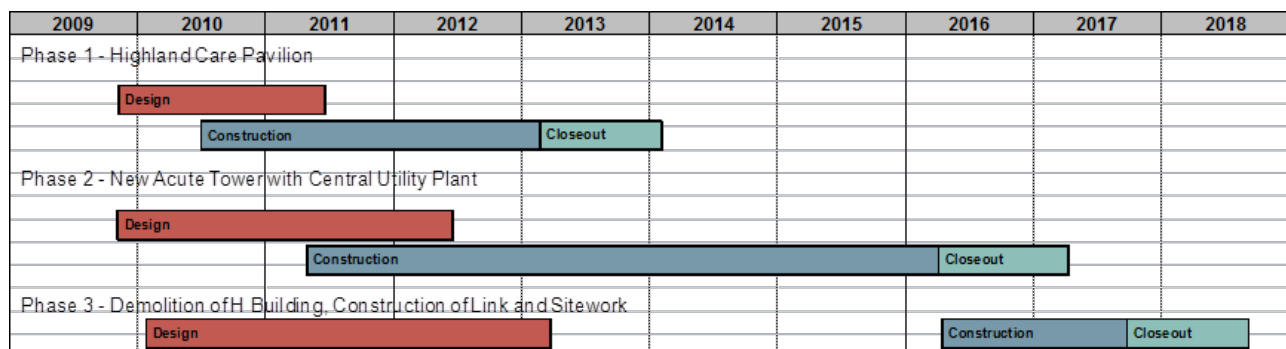 2009 2010 2011 2012 2013 2014 2015 2016 2017 2018
Phase 1 - Highland Care Pavilion
Design
Construction Closeout
Phase 2 - New Acute Tower with Central Utility Plant
Design
Construction Closeout
Phase 3 - Demolition of H Building, Construction of Link and Sitework
Design Construction Closeout